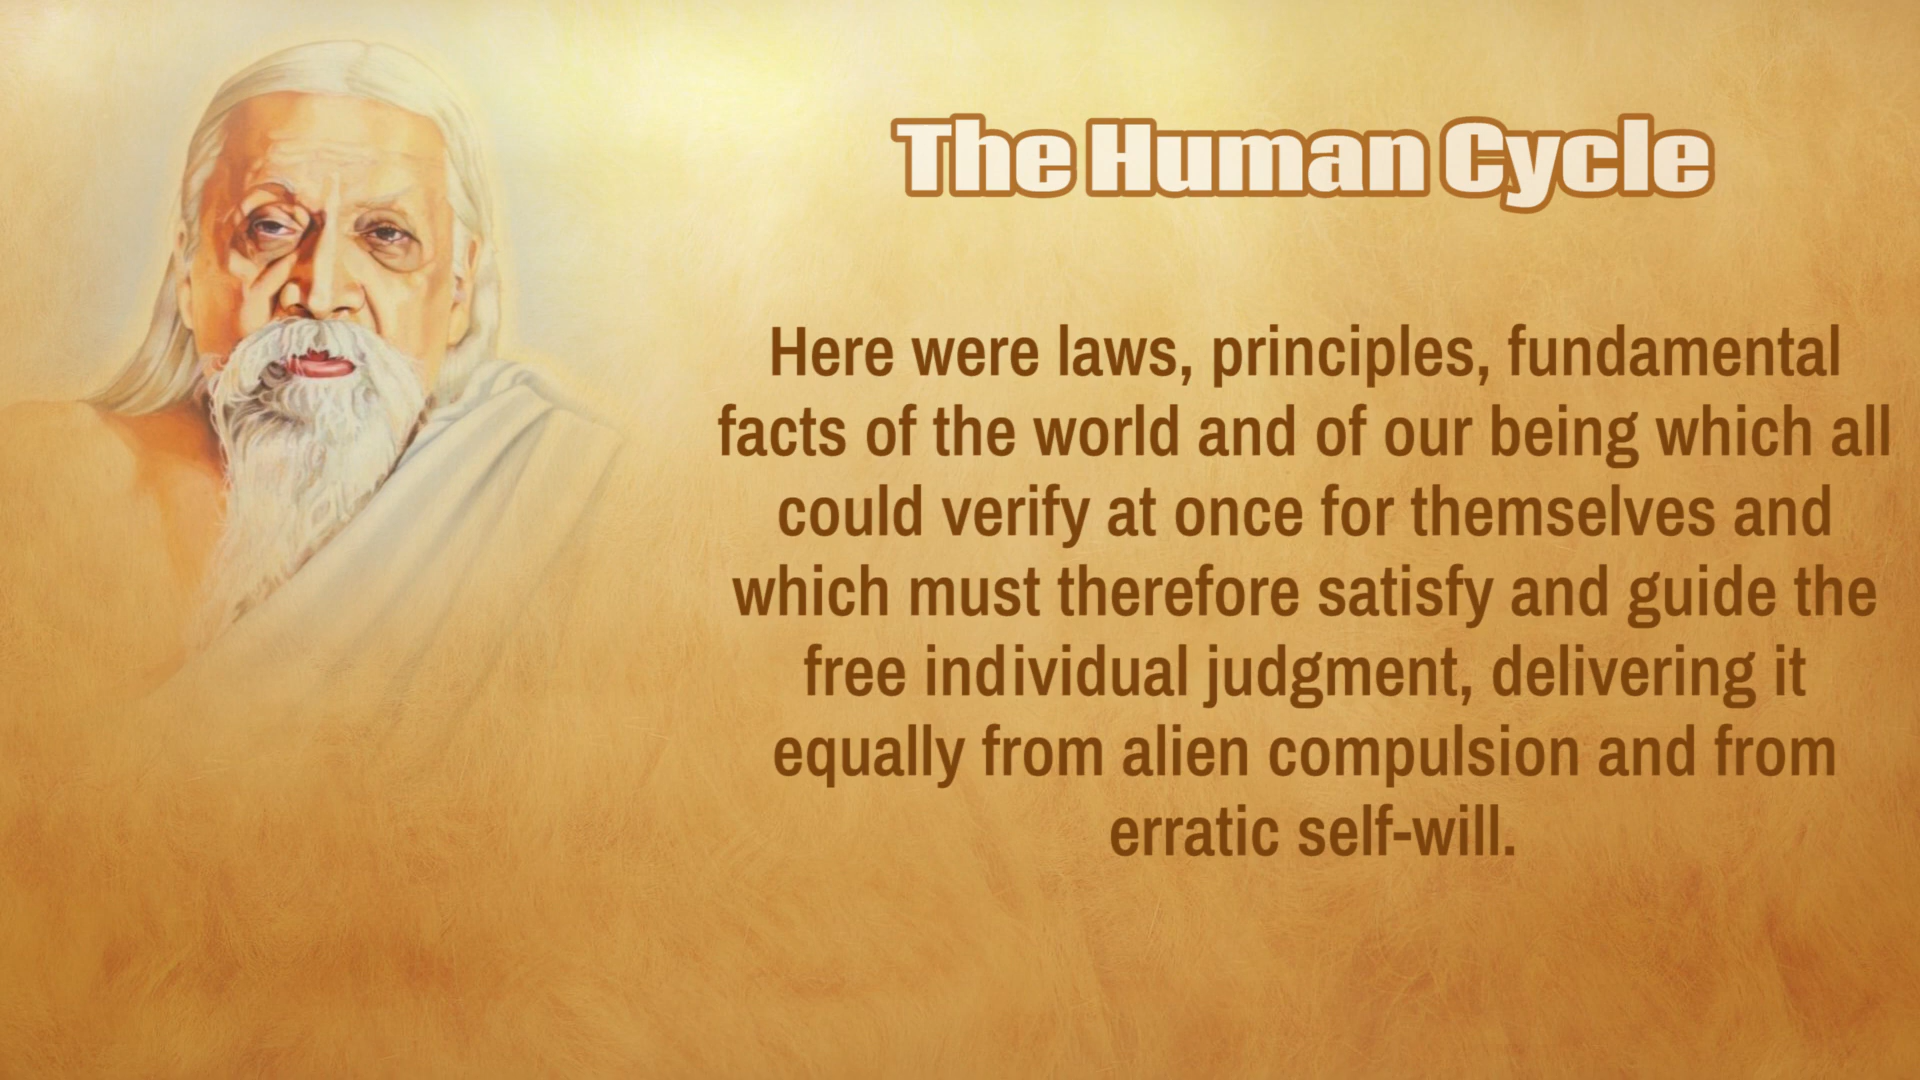 The Human Cycle
Here were laws, principles, fundamental
facts of the world and of our being which all
could verify at once for themselves and
which must therefore satisfy and guide the
free individual judgment, delivering it
equally from alien compulsion and from
erratic self-will.